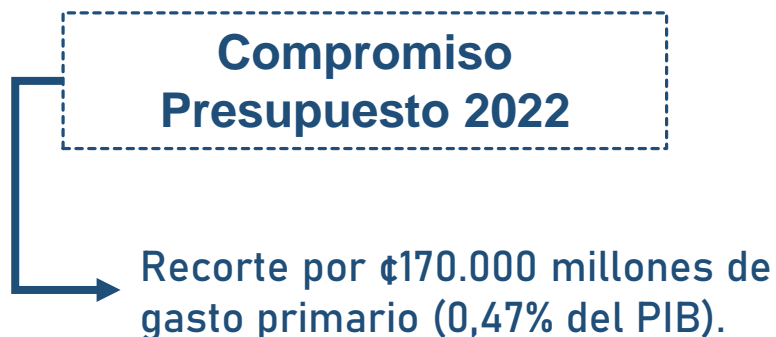 Compromiso
Presupuesto 2022
Recorte por ₡170.000 millones de
gasto primario (0,47% del PIB).